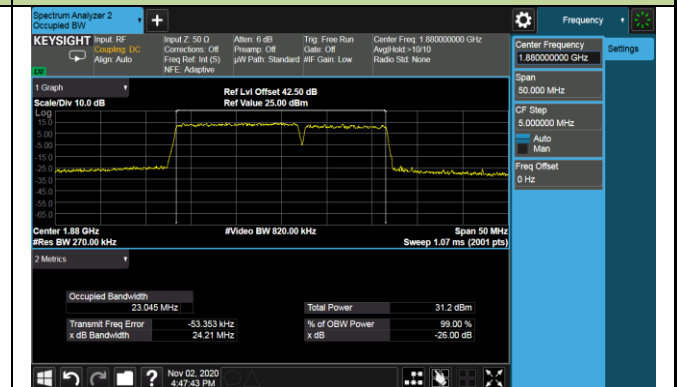 Spectrum Analyzer 2
Occupied BW
+
Frequency
KEYSIGHT
Input: RF
Coupling: DC
Align: Auto
Input Z: 50 Ω
Corrections: Off
Freq Ref: Int (S)
NFE: Adaptive
Atten: 6 dB
Preamp: Off
µW Path: Standard
Trig: Free Run
Gate: Off
#IF Gain: Low
Center Freq: 1.880000000 GHz
Avg|Hold:>10/10
Radio Std: None
Center Frequency
1.880000000 GHz
Settings
Span
50.000 MHz
CF Step
5.000000 MHz
Auto
Man
Freq Offset
0 Hz
1 Graph
Scale/Div 10.0 dB
Ref Lvl Offset 42.50 dB
Ref Value 25.00 dBm
Log
15.0
5.00
-5.00
-15.0
-25.0
-35.0
-45.0
-55.0
-65.0
Center 1.88 GHz
#Video BW 820.00 kHz
Span 50 MHz
#Res BW 270.00 kHz
Sweep 1.07 ms (2001 pts)
2 Metrics
Occupied Bandwidth
23.045 MHz
Total Power
31.2 dBm
Transmit Freq Error
-53.353 kHz
% of OBW Power
99.00 %
x dB Bandwidth
24.21 MHz
x dB
-26.00 dB
?
Nov 02, 2020
4:47:43 PM